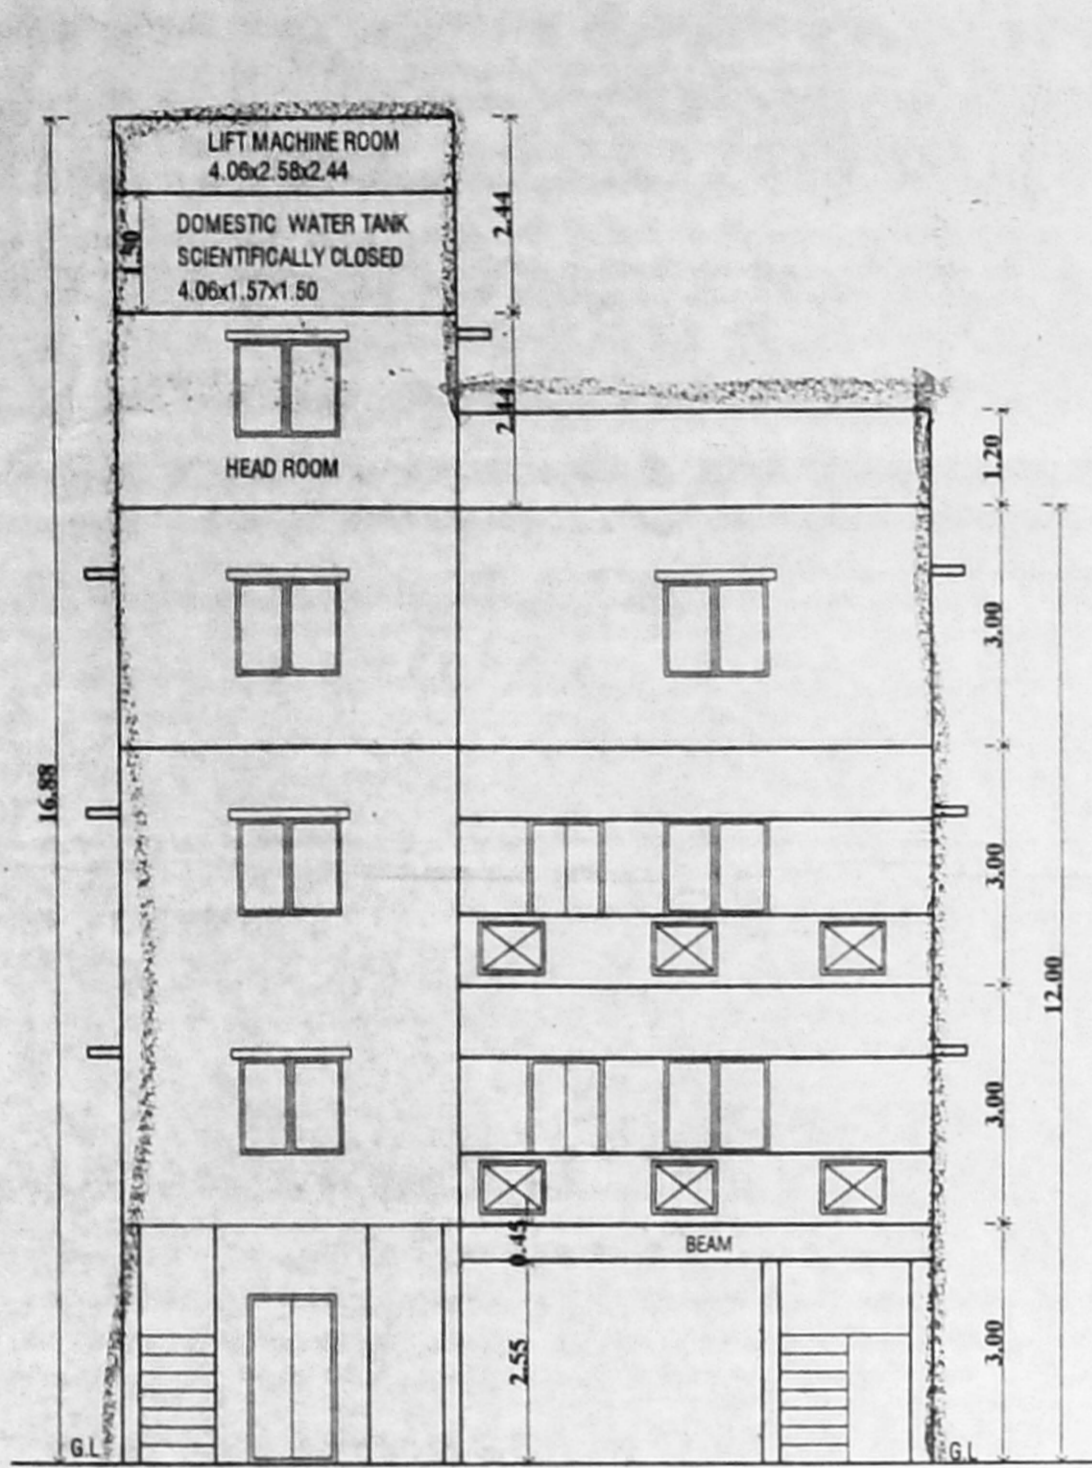 LIFT MACHINE ROOM
4.06x2.58x2.44
2.44
DOMESTIC WATER TANK
SCIENTIFICALLY CLOSED
4.06x1.57x1.50
1.50
2.44
HEAD ROOM
1.20
3.00
16.88
3.00
12.00
3.00
0.45
BEAM
2.55
3.00
G.L
G.L